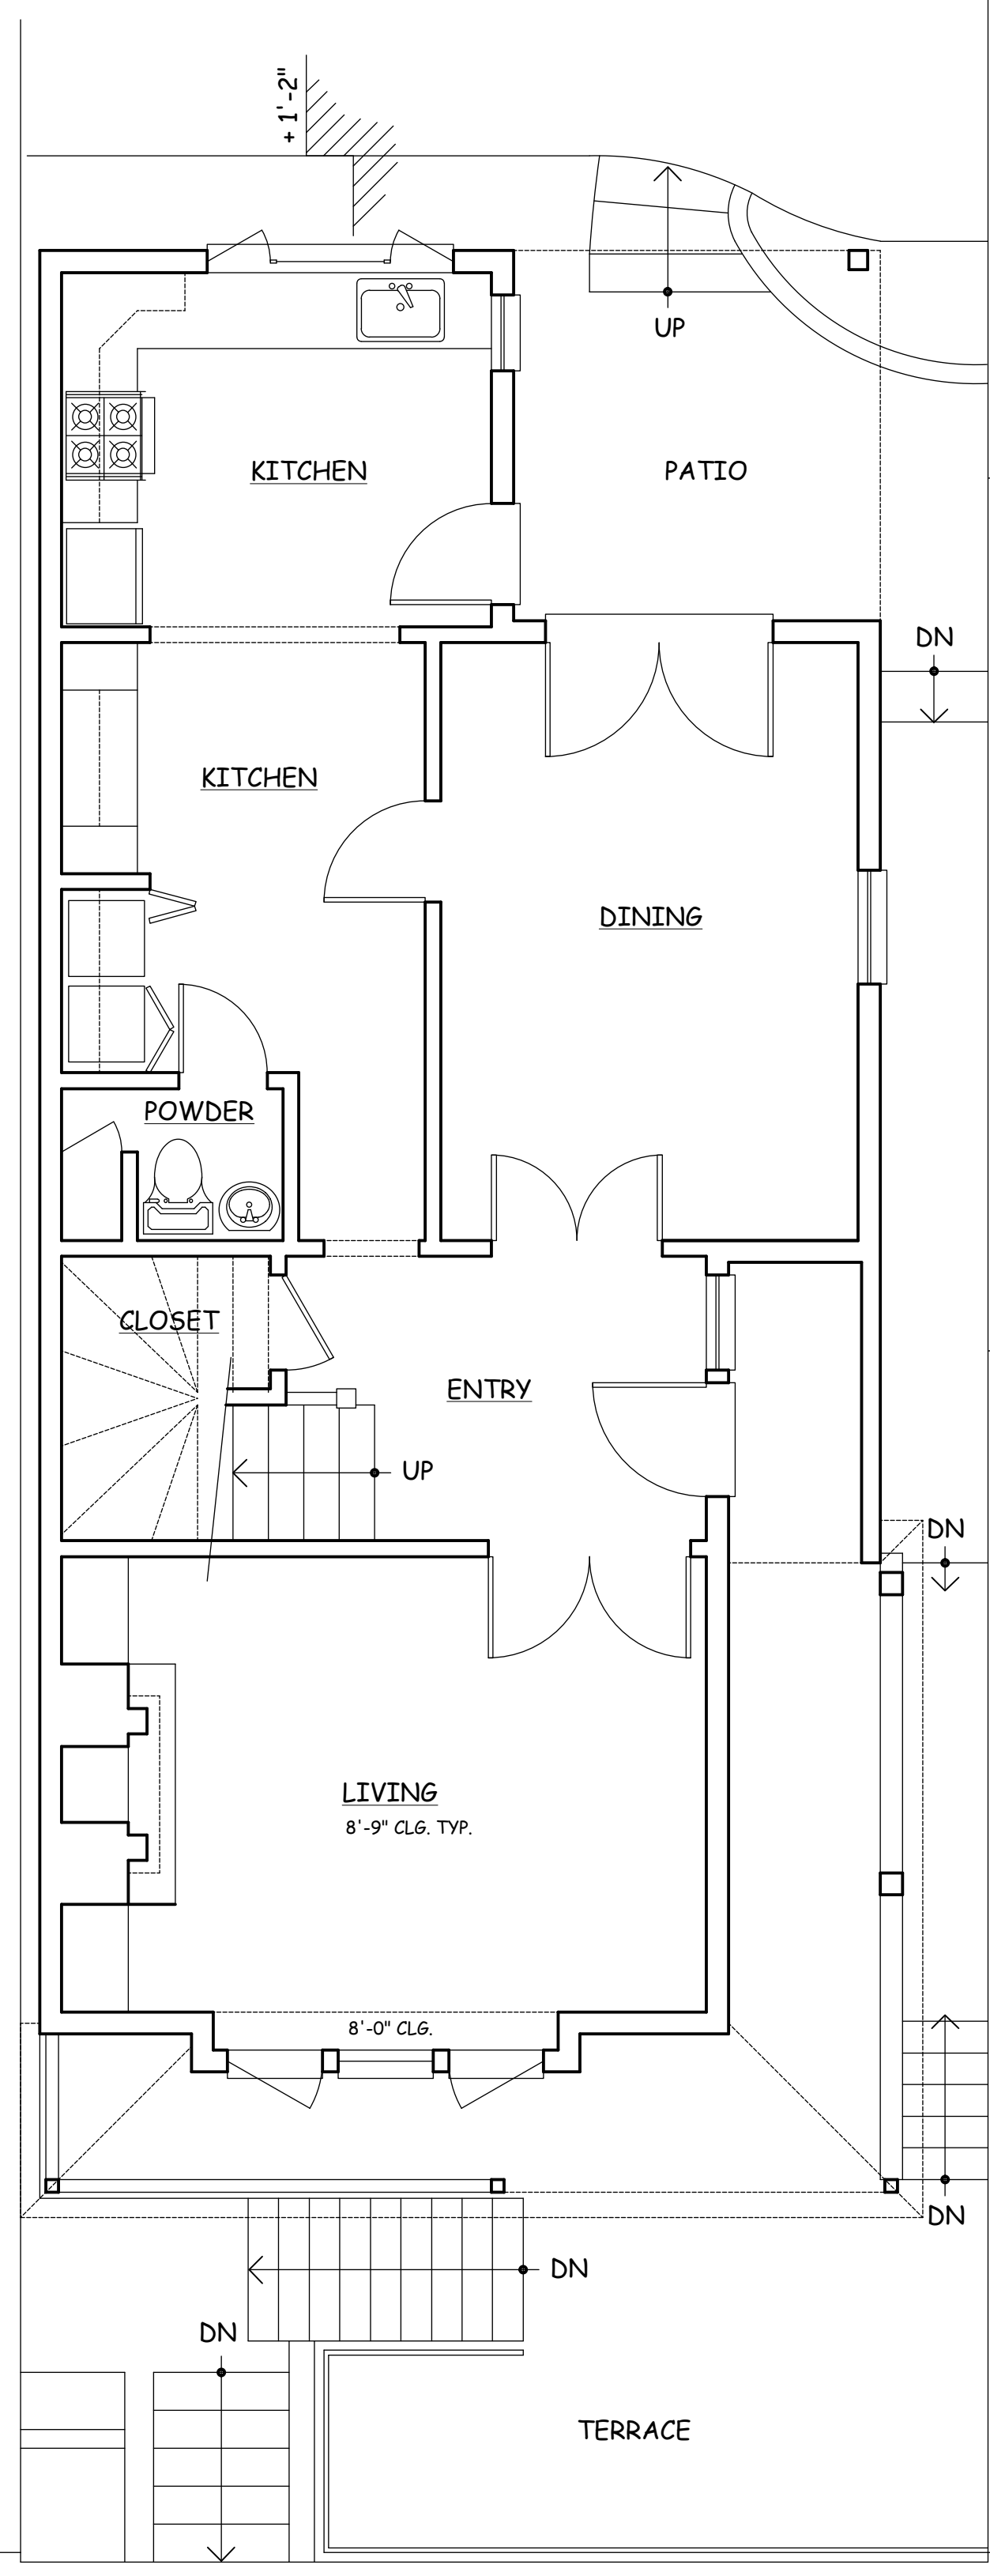 + 1'-2"
UP
KITCHEN
PATIO
DN
KITCHEN
DINING
POWDER
CLOSET
ENTRY
UP
DN
LIVING
8'-9" CLG. TYP.
8'-0" CLG.
DN
DN
DN
TERRACE